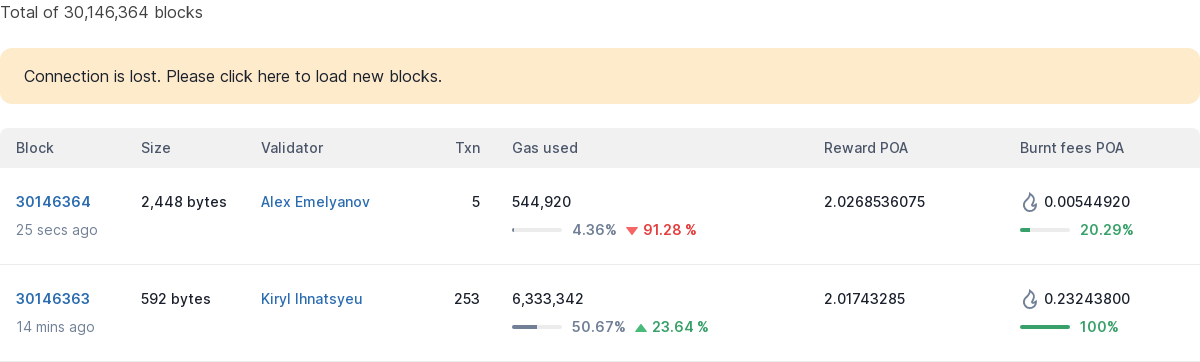 Total of 30,146,364 blocks
Connection is lost. Please click here to load new blocks.
Block Size Validator Txn Gas used Reward POA Burnt fees POA
30146364 2,448 bytes Alex Emelyanov 5 544,920 2.0268536075 0.00544920
25 secs ago 4.36% 91.28 % 20.29%
30146363 592 bytes Kiryl Ihnatsyeu 253 6,333,342 2.01743285 0.23243800
14 mins ago 50.67% 23.64 % 100%